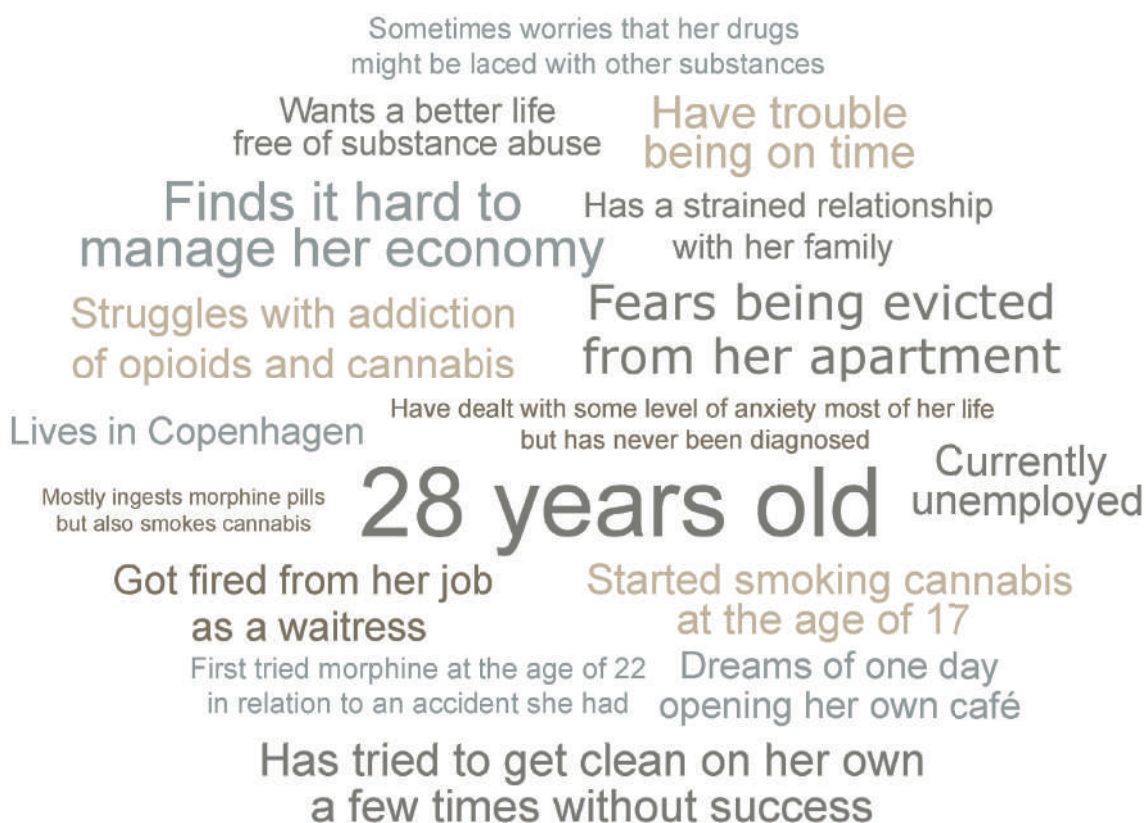 Sometimes worries that her drugs
might be laced with other substances
Wants a better life
free of substance abuse
Have trouble
being on time
Finds it hard to
manage her economy
Has a strained relationship
with her family
Struggles with addiction
of opioids and cannabis
Fears being evicted
from her apartment
Lives in Copenhagen
Have dealt with some level of anxiety most of her life
but has never been diagnosed
Mostly ingests morphine pills
but also smokes cannabis
28 years old
Currently
unemployed
Got fired from her job
as a waitress
Started smoking cannabis
at the age of 17
First tried morphine at the age of 22
in relation to an accident she had
Dreams of one day
opening her own café
Has tried to get clean on her own
a few times without success